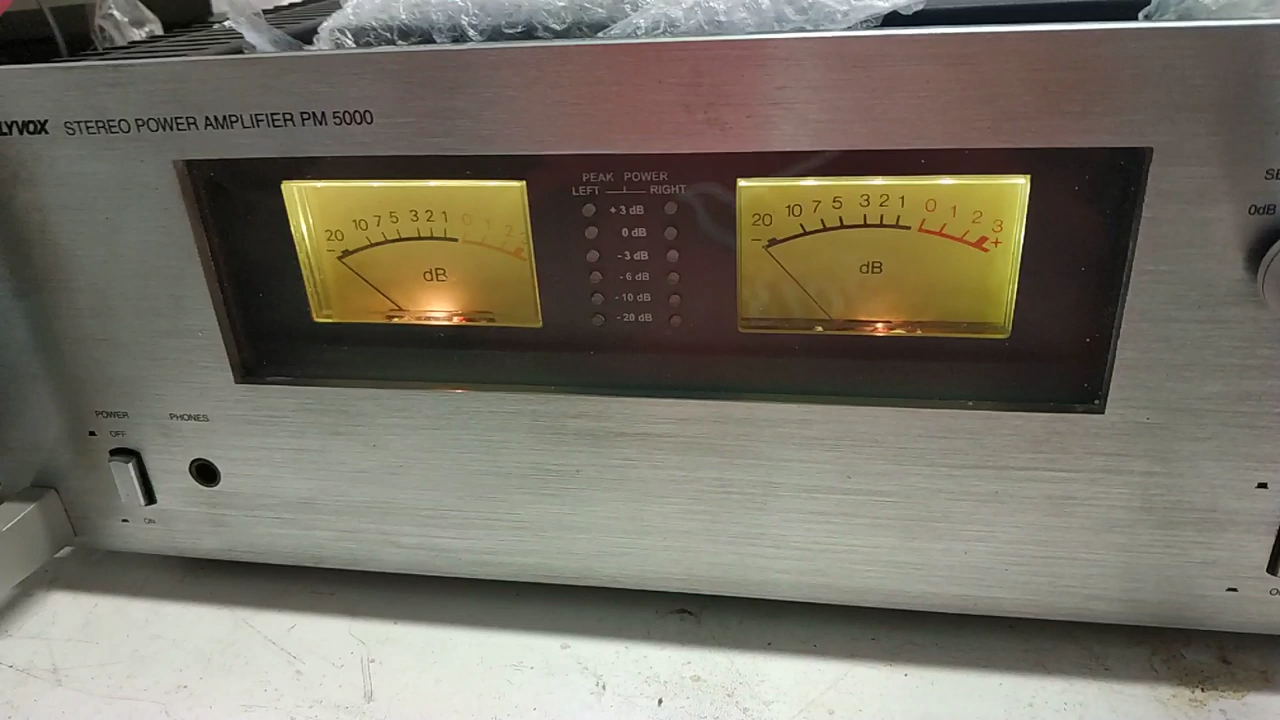 LYVOX STEREO POWER AMPLIFIER PM 5000
PEAK POWER
LEFT RIGHT
+3 dB
0 dB
-3 dB
-6 dB
-10 dB
-20 dB
20 10 7 5 3 2 1 0 1 2 3
-
dB
20 10 7 5 3 2 1 0 1 2 3
- +
dB
SE
0dB
POWER
OFF
ON
PHONES